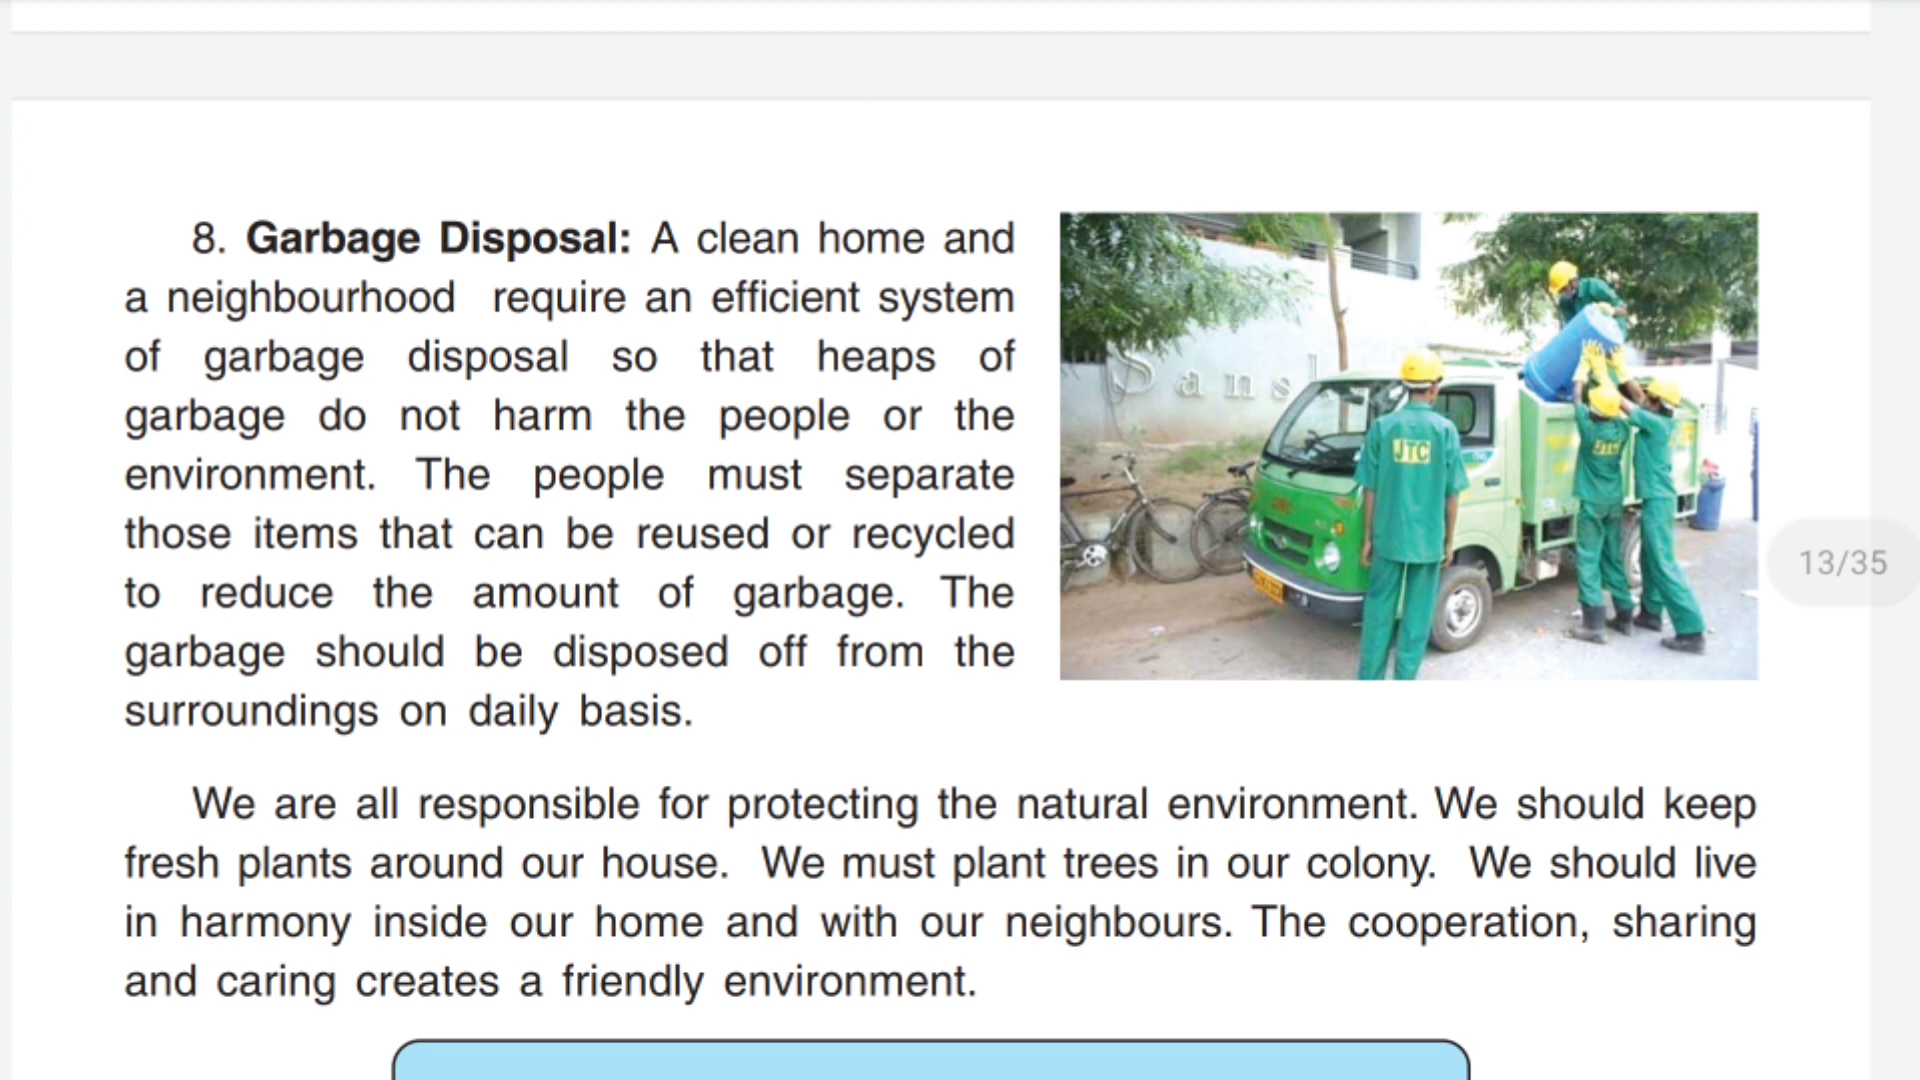 8. Garbage Disposal: A clean home and
a neighbourhood require an efficient system
of garbage disposal so that heaps of
garbage do not harm the people or the
environment. The people must separate
those items that can be reused or recycled
to reduce the amount of garbage. The
garbage should be disposed off from the
surroundings on daily basis.
Sans
JTC
JTC
13/35
We are all responsible for protecting the natural environment. We should keep
fresh plants around our house. We must plant trees in our colony. We should live
in harmony inside our home and with our neighbours. The cooperation, sharing
and caring creates a friendly environment.